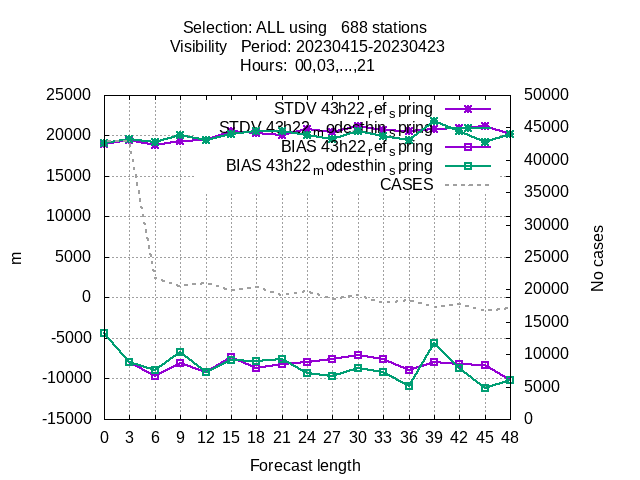 Selection: ALL using   688 stations
Visibility   Period: 20230415-20230423
Hours: 00,03,...,21
25000
20000
15000
10000
5000
0
-5000
-10000
-15000
m
STDV 43h22_ref_spring
STDV 43h22_modesthin_spring
BIAS 43h22_ref_spring
BIAS 43h22_modesthin_spring
CASES
50000
45000
40000
35000
30000
25000
20000
15000
10000
5000
0
No cases
0 3 6 9 12 15 18 21 24 27 30 33 36 39 42 45 48
Forecast length